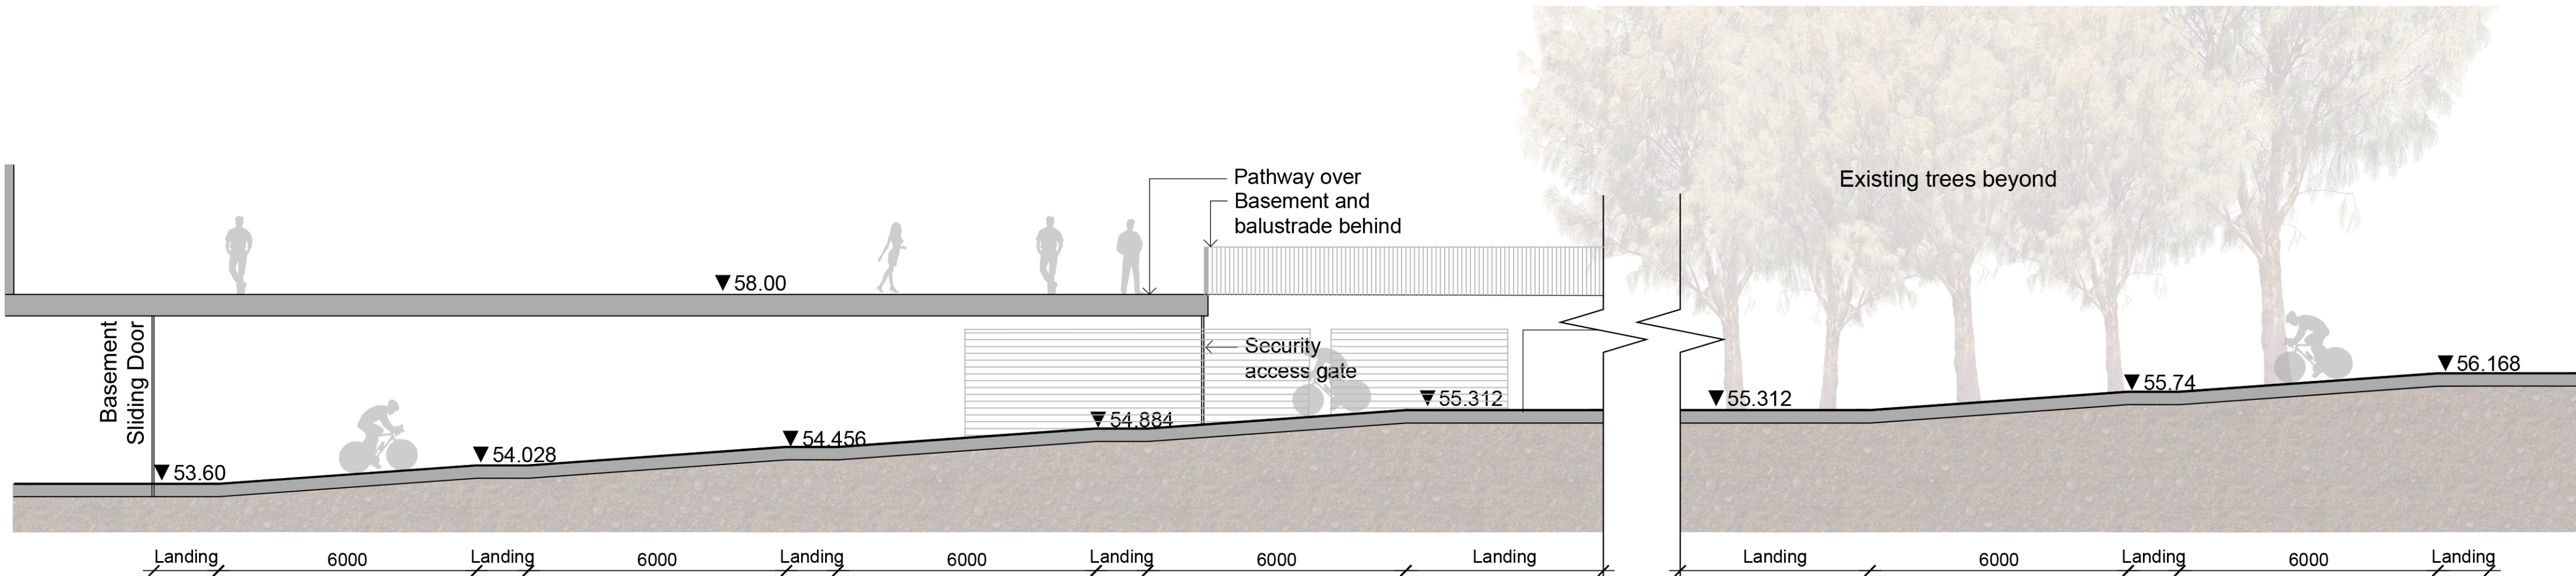 Existing trees beyond
Pathway over
Basement and
balustrade behind
58.00
Basement
Sliding Door
Security
access gate
53.60
54.028
54.456
54.884
55.312
55.312
55.74
56.168
Landing 6000 Landing 6000 Landing 6000 Landing 6000 Landing Landing 6000 Landing 6000 Landing